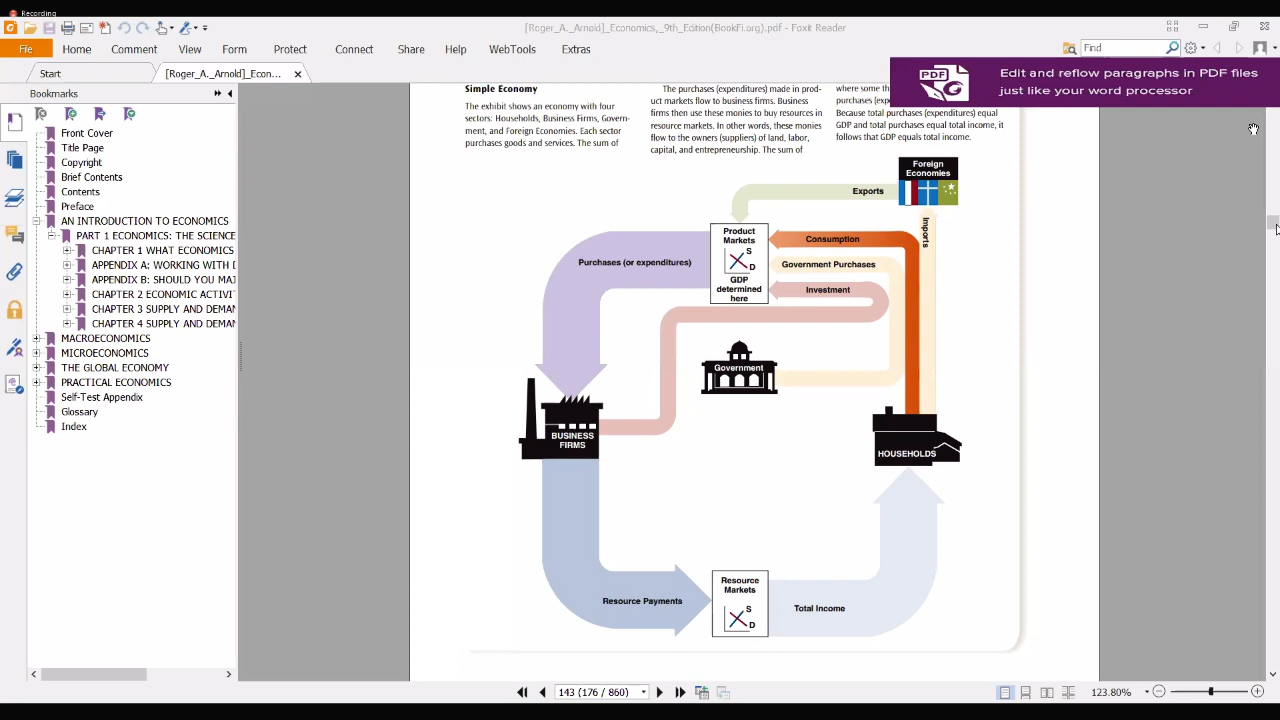 Recording
[Roger_A._Arnold]_Economics,_9th_Edition(BookFi.org).pdf - Foxit Reader
File Home Comment View Form Protect Connect Share Help WebTools Extras
Find
Start
[Roger_A._Arnold]_Econ...
PDF
Edit and reflow paragraphs in PDF files
just like your word processor
Bookmarks
Front Cover
Title Page
Copyright
Brief Contents
Contents
Preface
AN INTRODUCTION TO ECONOMICS
PART 1 ECONOMICS: THE SCIENCE
CHAPTER 1 WHAT ECONOMICS
APPENDIX A: WORKING WITH
APPENDIX B: SHOULD YOU MAJ
CHAPTER 2 ECONOMIC ACTIVIT
CHAPTER 3 SUPPLY AND DEMAN
CHAPTER 4 SUPPLY AND DEMAN
MACROECONOMICS
MICROECONOMICS
THE GLOBAL ECONOMY
PRACTICAL ECONOMICS
Self-Test Appendix
Glossary
Index
Simple Economy
The exhibit shows an economy with four
sectors: Households, Business Firms, Govern-
ment, and Foreign Economies. Each sector
purchases goods and services. The sum of
The purchases (expenditures) made in prod-
uct markets flow to business firms. Business
firms then use these monies to buy resources in
resource markets. In other words, these monies
flow to the owners (suppliers) of land, labor,
capital, and entrepreneurship. The sum of
where some th
purchases (exp
Because total purchases (expenditures) equal
GDP and total purchases equal total income, it
follows that GDP equals total income.
Foreign
Economies
Exports
Imports
Product
Markets
S
D
GDP
determined
here
Consumption
Government Purchases
Investment
Purchases (or expenditures)
Government
BUSINESS
FIRMS
HOUSEHOLDS
Resource
Markets
S
D
Resource Payments
Total Income
143 (176 / 860)
123.80%